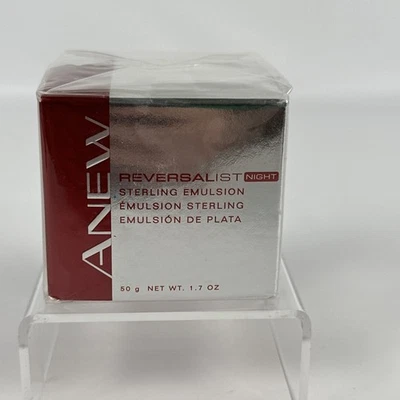 ANEW
REVERSALIST NIGHT
STERLING EMULSION
ÉMULSION STERLING
EMULSIÓN DE PLATA
50 g NET WT. 1.7 OZ